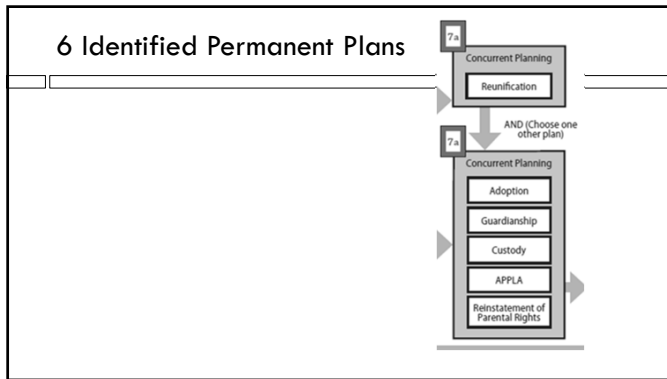 6 Identified Permanent Plans
7a
Concurrent Planning
Reunification
AND (Choose one
other plan)
7a
Concurrent Planning
Adoption
Guardianship
Custody
APPLA
Reinstatement of
Parental Rights